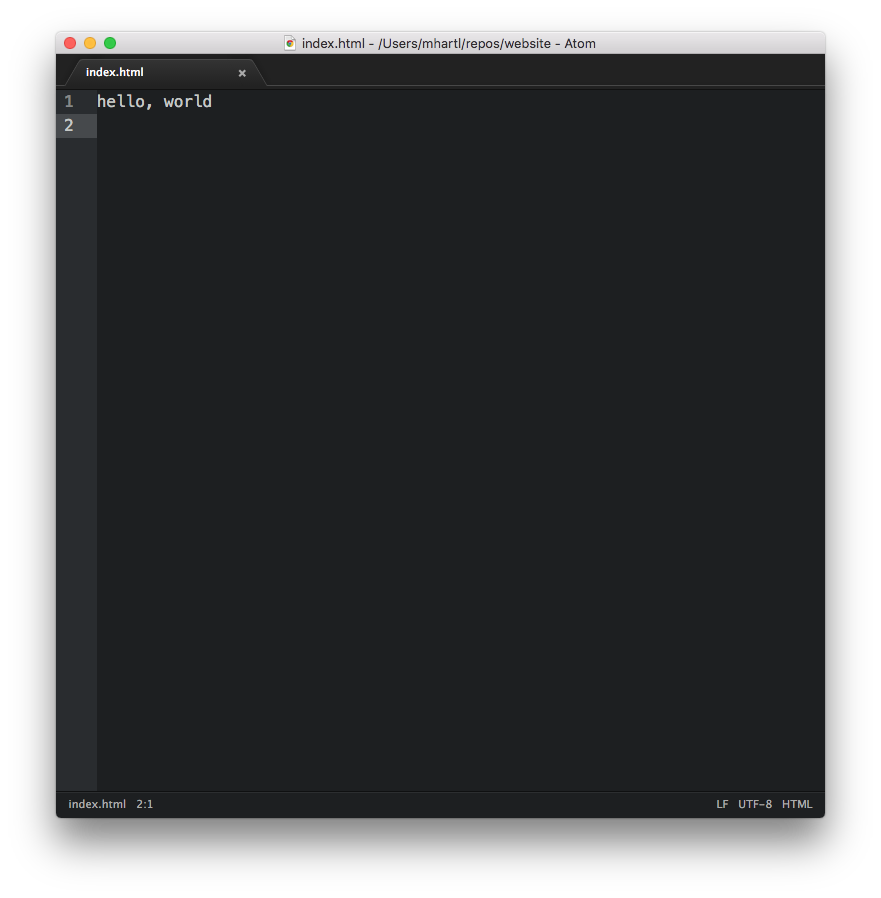 index.html - /Users/mhartl/repos/website - Atom
index.html ×
1 hello, world
2
index.html 2:1 LF UTF-8 HTML